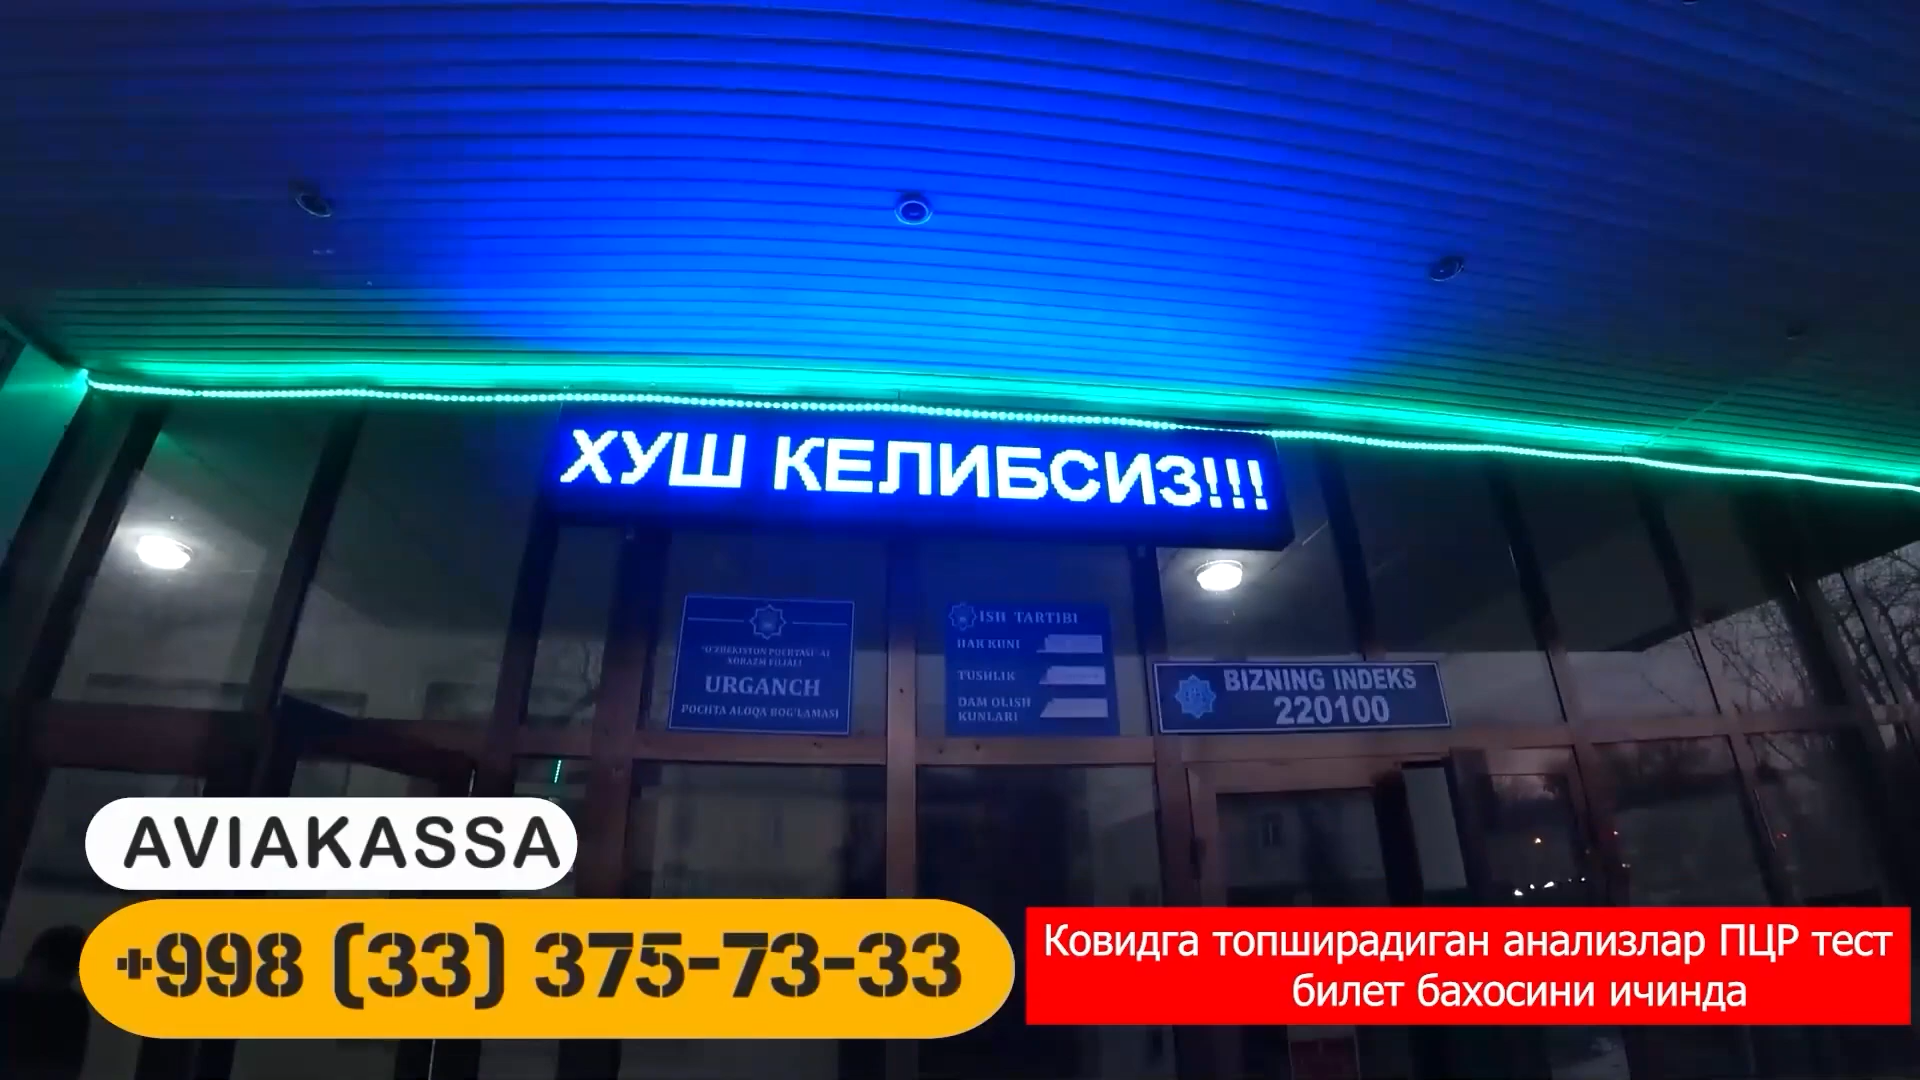 ХУШ КЕЛИБСИЗ!!!
"O'ZBEKISTON POCHTASI" AJ
XORAZM FILIALI
URGANCH
POCHTA ALOQA BOG'LAMASI
ISH TARTIBI
HAR KUNI
TUSHLIK
DAM OLISH
KUNLARI
BIZNING INDEKS
220100
AVIAKASSA
+998 (33) 375-73-33
Ковидга топширадиган анализлар ПЦР тест
билет бахосини ичинда